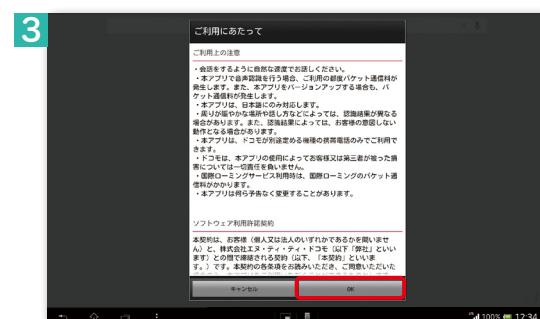 3
ご利用にあたって
ご利用上の注意
・会話をするように自然な速度でお話しください。
・本アプリで音声認識を行う場合、ご利用の都度パケット通信料が
発生します。また、本アプリをバージョンアップする場合も、パ
ケット通信料が発生します。
・本アプリは、日本語にのみ対応します。
・周りが賑やかな場所や話し方などによっては、認識結果が異なる
場合があります。また、認識結果によっては、お客様の意図しない
動作となる場合があります。
・本アプリは、ドコモが別途定める機種の携帯電話のみでご利用で
きます。
・ドコモは、本アプリの使用によってお客様又は第三者が被った損
害については一切責任を負いません。
・国際ローミングサービス利用時は、国際ローミングのパケット通
信料がかかります。
・本アプリは何ら予告なく変更することがあります。
ソフトウェア利用許諾契約
本契約は、お客様（個人又は法人のいずれかであるかを問いませ
ん）と、株式会社エヌ・ティ・ティ・ドコモ（以下「弊社」といい
ます）との間で締結される契約（以下、「本契約」といいま
す。）です。本契約の各条項をお読みいただき、ご同意いただいた
キャンセル
OK
100%
12:34